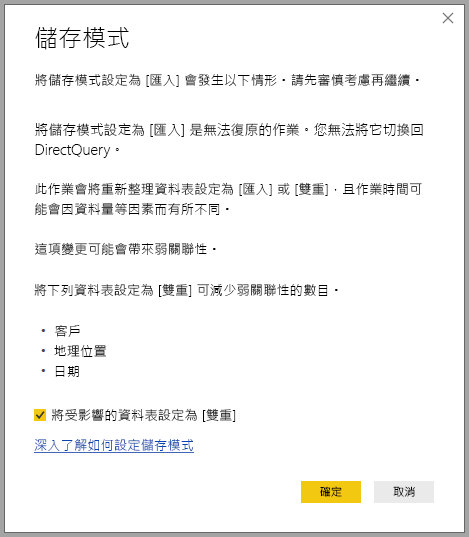 儲存模式
將儲存模式設定為 [匯入] 會發生以下情形。請先審慎考慮再繼續。
將儲存模式設定為 [匯入] 是無法復原的作業。您無法將它切換回
DirectQuery。
此作業會將重新整理資料表設定為 [匯入] 或 [雙重]，且作業時間可
能會因資料量等因素而有所不同。
這項變更可能會帶來弱關聯性。
將下列資料表設定為 [雙重] 可減少弱關聯性的數目。
• 客戶
• 地理位置
• 日期
將受影響的資料表設定為 [雙重]
深入了解如何設定儲存模式
確定 取消